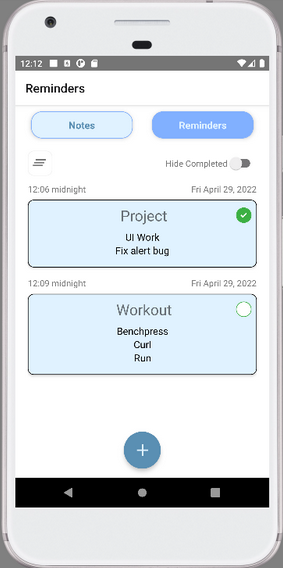 12:12
Reminders
Notes
Reminders
Hide Completed
12:06 midnight
Fri April 29, 2022
Project
UI Work
Fix alert bug
12:09 midnight
Fri April 29, 2022
Workout
Benchpress
Curl
Run